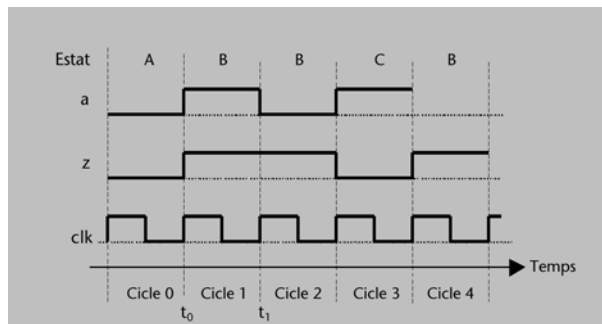 Estat A B B C B
a
z
clk
Temps
Cicle 0 Cicle 1 Cicle 2 Cicle 3 Cicle 4
t0 t1